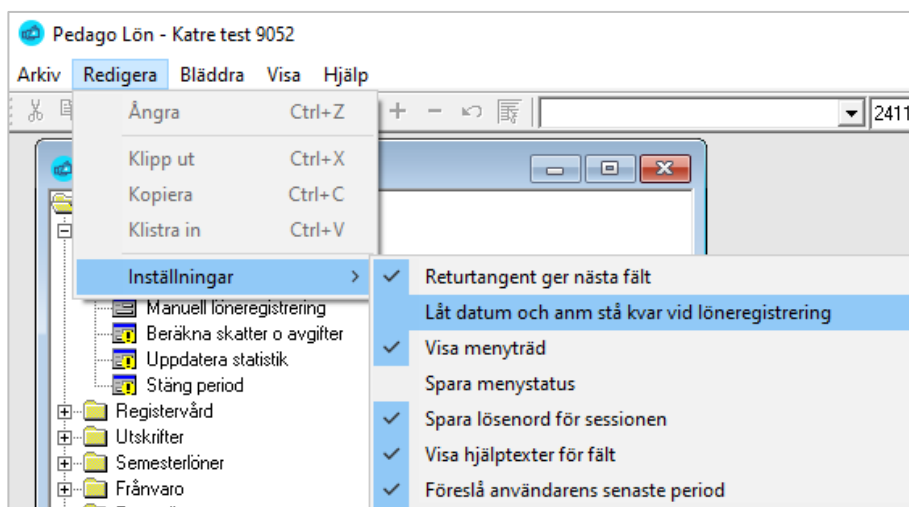 Pedago Lön - Katre test 9052
Arkiv Redigera Bläddra Visa Hjälp
Ångra Ctrl+Z
2411
Klipp ut Ctrl+X
Kopiera Ctrl+C
Klistra in Ctrl+V
Inställningar
Returtangent ger nästa fält
Låt datum och anm stå kvar vid löneregistrering
Visa menyträd
Spara menystatus
Spara lösenord för sessionen
Visa hjälptexter för fält
Föreslå användarens senaste period
Manuell löneregistrering
Beräkna skatter o avgifter
Uppdatera statistik
Stäng period
Registervård
Utskrifter
Semesterlöner
Frånvaro